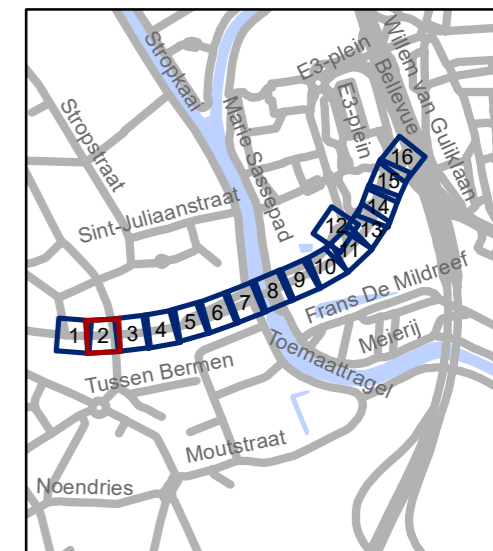 Willem van Guliklaan
Bellevue
E3-plein
Stropkaai
E3-plein
Stropstraat
Marie Sassepad
Sint-Juliaanstraat
16
15
14
13
12
11
10
9
8
7
6
5
4
3
2
1
Frans De Mildreef
Meierij
Toemaattragel
Tussen Bermen
Moutstraat
Noendries